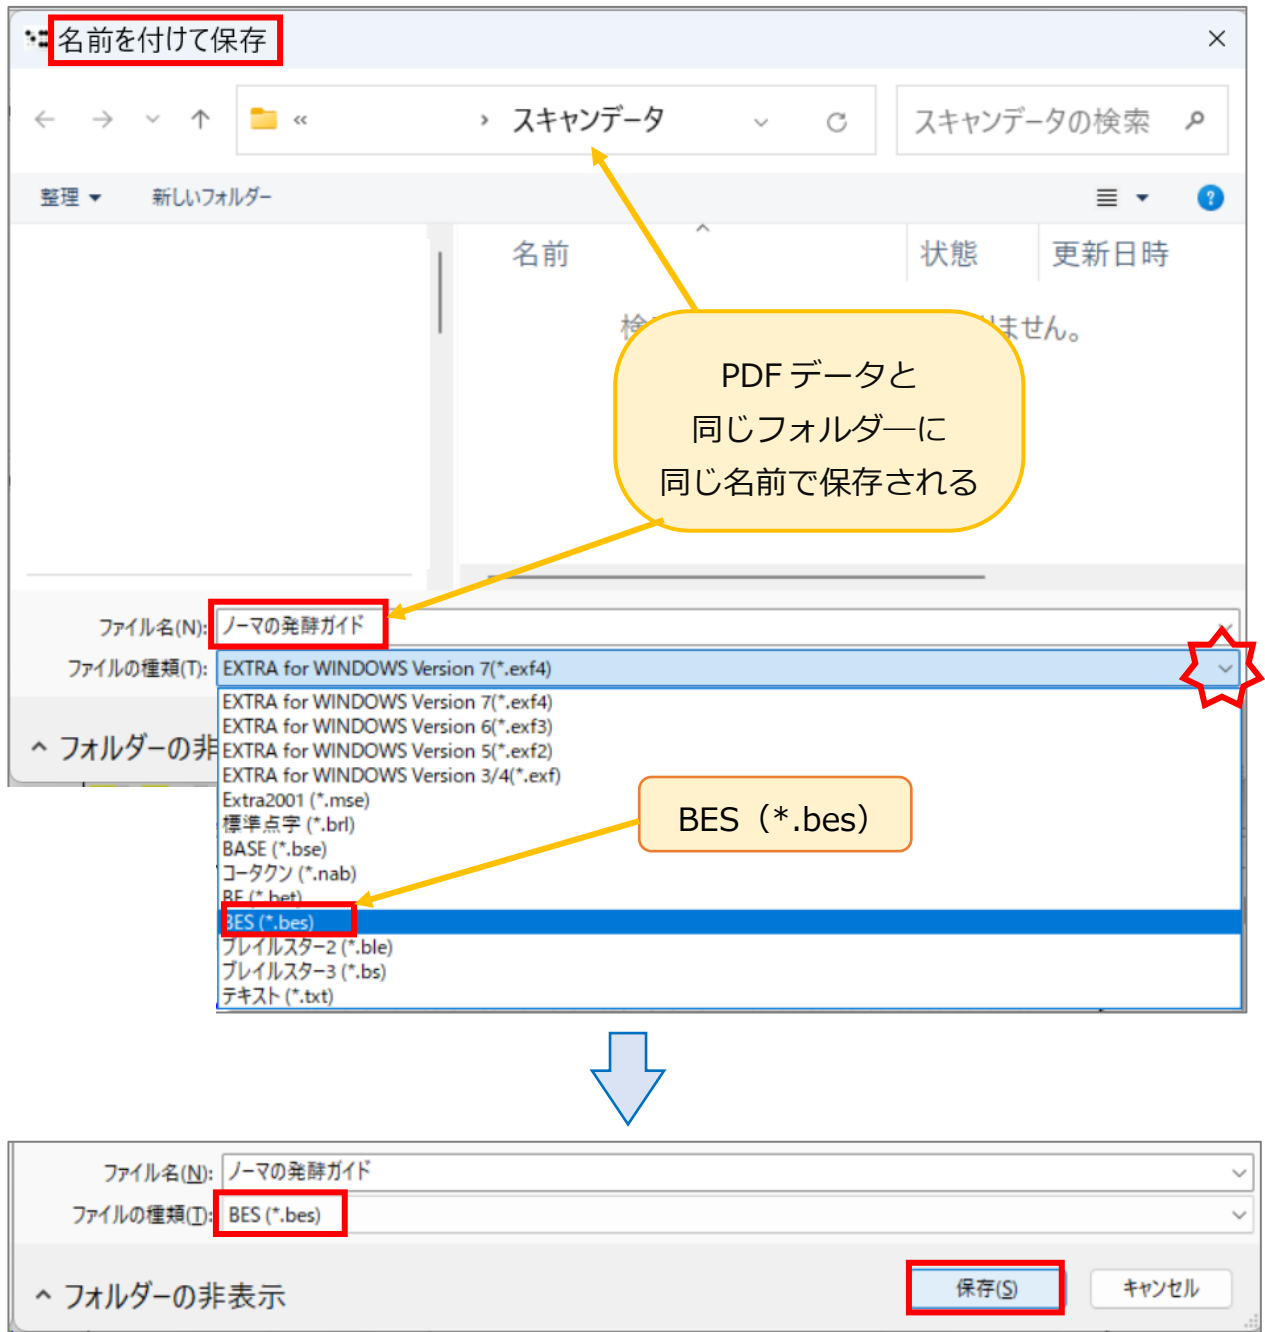 名前を付けて保存
« › スキャンデータ
スキャンデータの検索
整理 新しいフォルダー
名前 状態 更新日時
ません。
PDF データと
同じフォルダ―に
同じ名前で保存される
ファイル名(N): ノーマの発酵ガイド
ファイルの種類(T): EXTRA for WINDOWS Version 7(*.exf4)
EXTRA for WINDOWS Version 7(*.exf4)
EXTRA for WINDOWS Version 6(*.exf3)
フォルダーの非
EXTRA for WINDOWS Version 5(*.exf2)
EXTRA for WINDOWS Version 3/4(*.exf)
Extra2001 (*.mse)
標準点字 (*.brl)
BASE (*.bse)
コータクン (*.nab)
BE (*.bet)
BES (*.bes)
ブレイルスター2 (*.ble)
ブレイルスター3 (*.bs)
テキスト (*.txt)
BES（*.bes）
ファイル名(N): ノーマの発酵ガイド
ファイルの種類(T): BES (*.bes)
フォルダーの非表示
保存(S) キャンセル